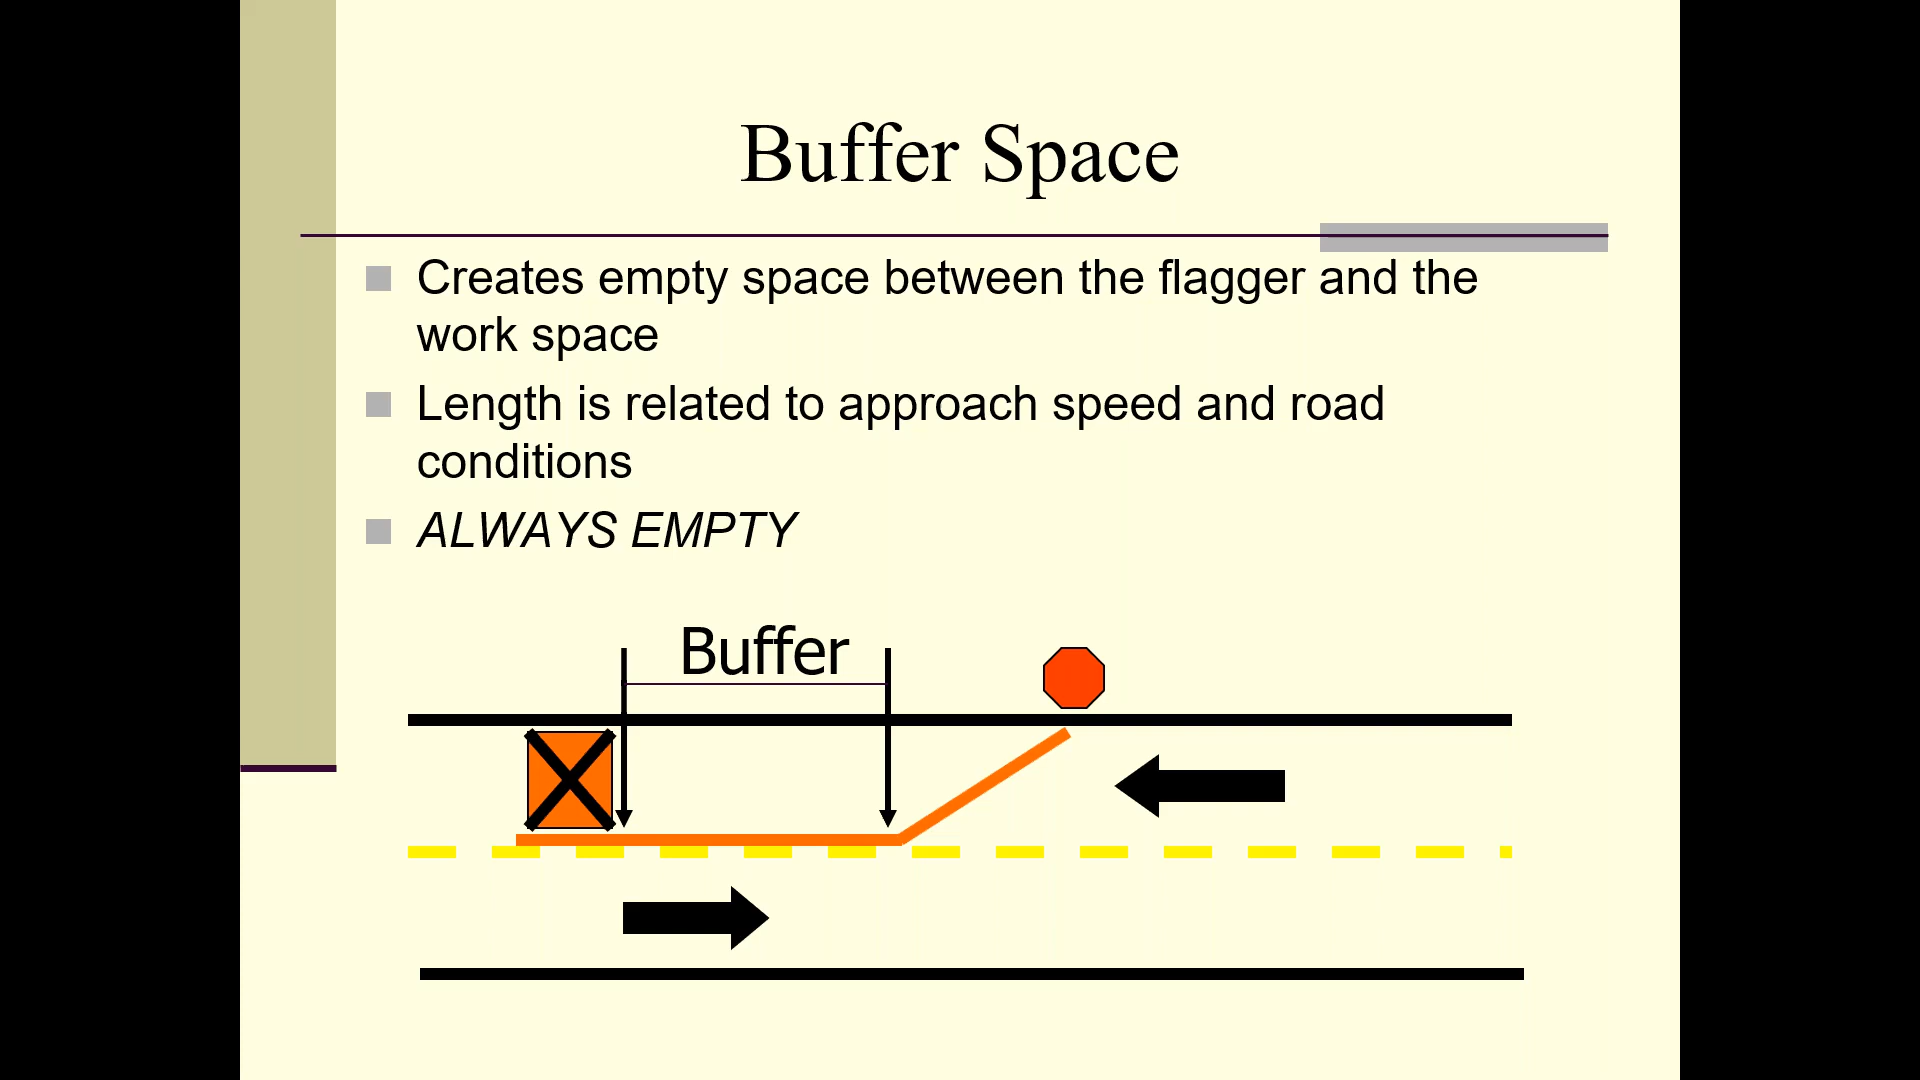 Buffer Space
Creates empty space between the flagger and the
work space
Length is related to approach speed and road
conditions
ALWAYS EMPTY
Buffer